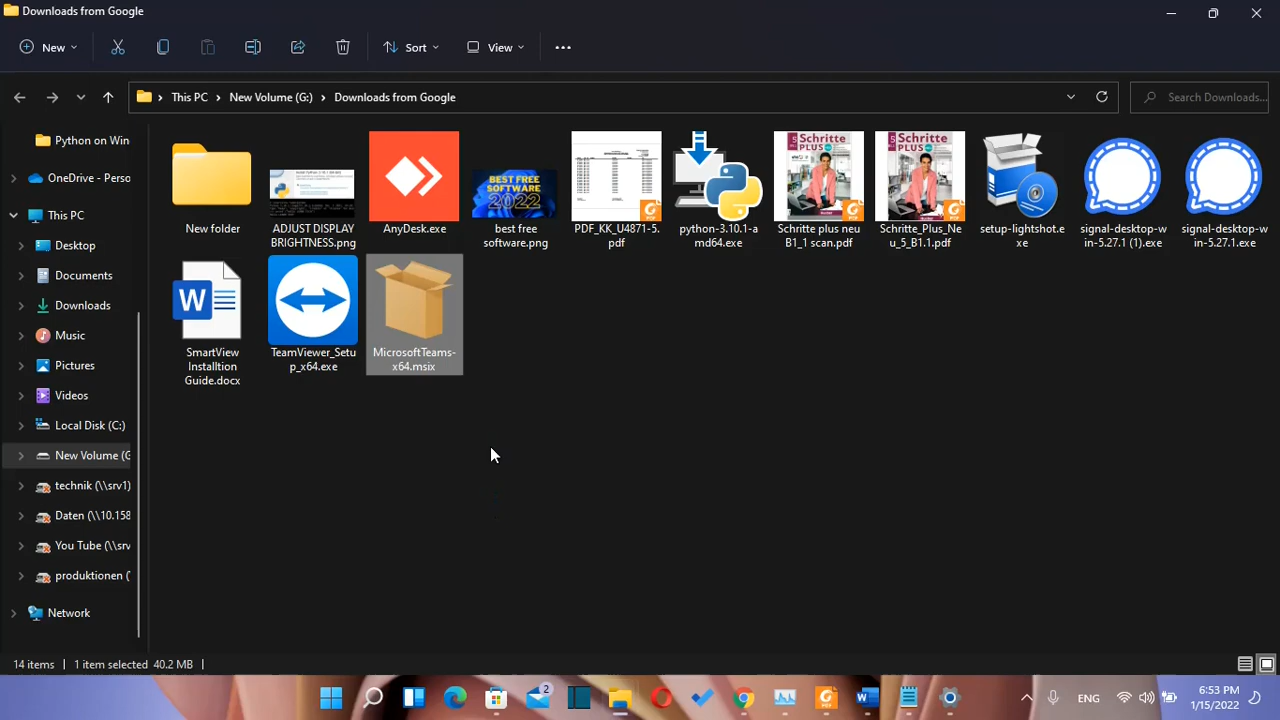 Downloads from Google
New
Sort
View
This PC
New Volume (G:)
Downloads from Google
Search Downloads...
Python on Win
OneDrive - Perso
This PC
Desktop
Documents
Downloads
Music
Pictures
Videos
Local Disk (C:)
New Volume (G
technik (\\srv1)
Daten (\\10.158
You Tube (\\srv
produktionen (
Network
New folder
ADJUST DISPLAY
BRIGHTNESS.png
AnyDesk.exe
BEST FREE
SOFTWARE
2022
best free
software.png
PDF_KK_U4871-5.
pdf
python-3.10.1-a
md64.exe
Schritte
PLUS
Schritte plus neu
B1_1 scan.pdf
Schritte
PLUS
Schritte_Plus_Ne
u_5_B1.1.pdf
setup-lightshot.e
xe
signal-desktop-w
in-5.27.1 (1).exe
signal-desktop-w
in-5.27.1.exe
W
SmartView
Installtion
Guide.docx
TeamViewer_Setu
p_x64.exe
MicrosoftTeams-
x64.msix
14 items
1 item selected 40.2 MB
2
ENG
6:53 PM
1/15/2022